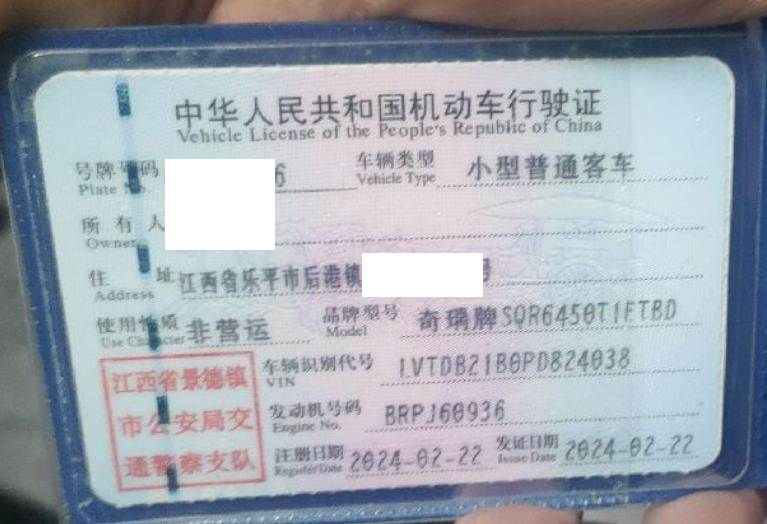 中华人民共和国机动车行驶证
Vehicle License of the People's Republic of China
号牌号码 6 车辆类型 小型普通客车
Plate No. Vehicle Type
所有人
Owner
住址 江西省乐平市后港镇 号
Address
使用性质 非营运 品牌型号 奇瑞牌SQR6450T1FTBD
Use Character Model
江西省景德镇 车辆识别代号 LVTDB21B0PD824038
VIN
市公安局交 发动机号码 BRPJ60936
Engine No.
通警察支队 注册日期 2024-02-22 发证日期 2024-02-22
Register Date Issue Date